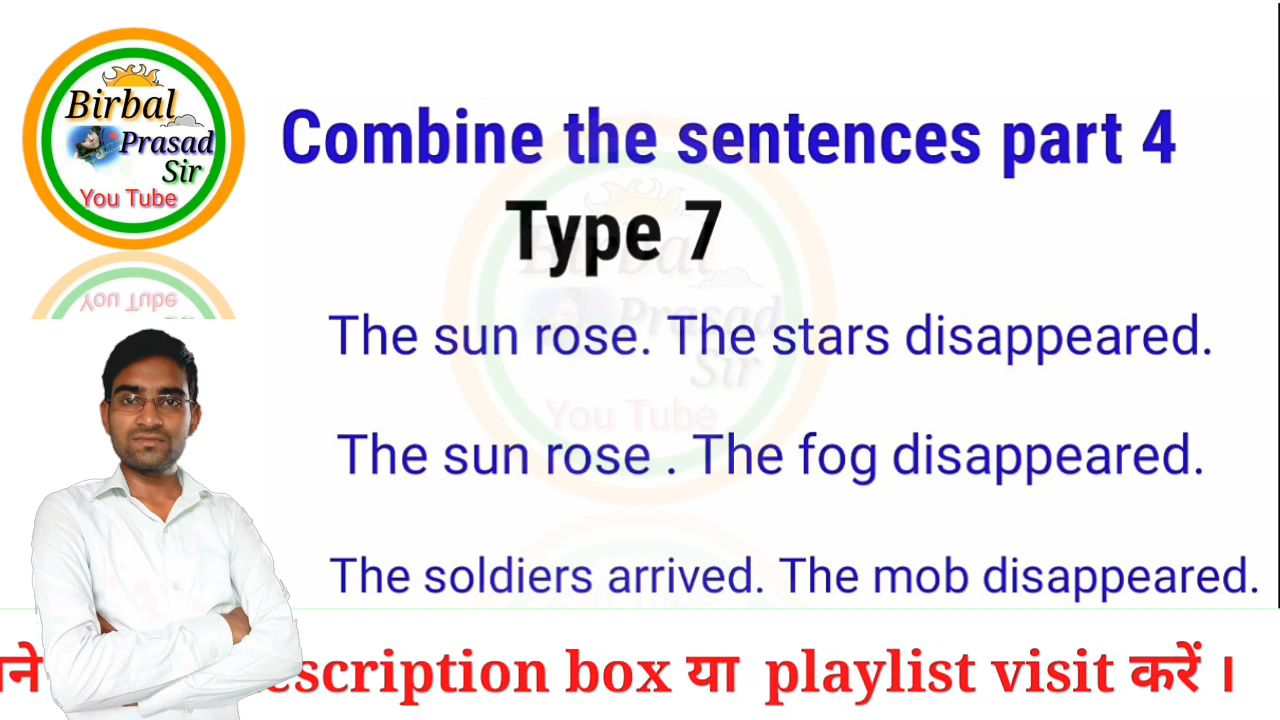 Birbal
Prasad
Sir
You Tube
Combine the sentences part 4
Type 7
The sun rose. The stars disappeared.
The sun rose . The fog disappeared.
The soldiers arrived. The mob disappeared.
box या playlist visit करें ।